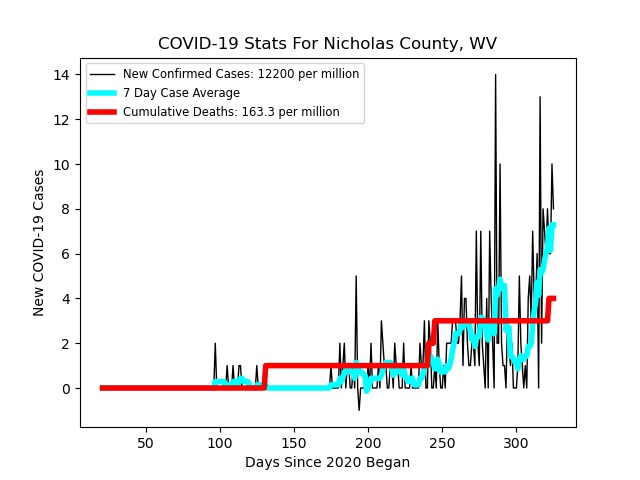 COVID-19 Stats For Nicholas County, WV
New Confirmed Cases: 12200 per million
7 Day Case Average
Cumulative Deaths: 163.3 per million
New COVID-19 Cases
14
12
10
8
6
4
2
0
50 100 150 200 250 300
Days Since 2020 Began